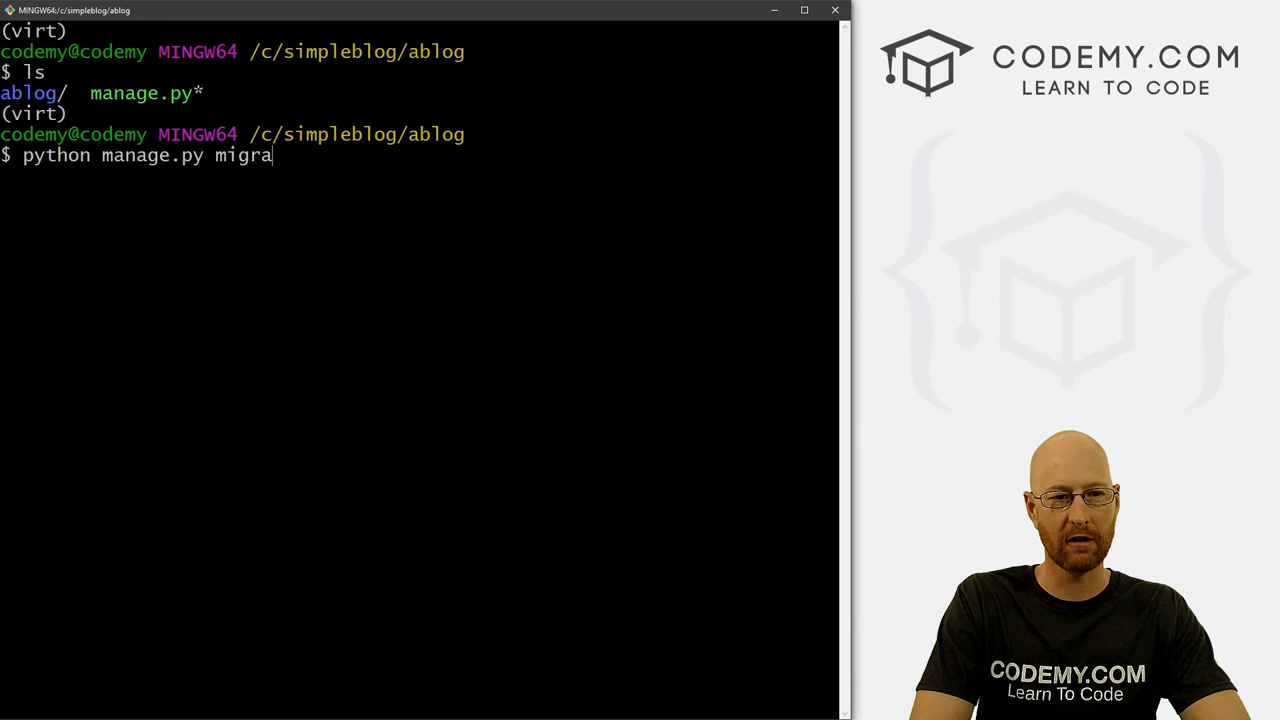 MINGW64:/c/simpleblog/ablog
(virt)
codemy@codemy MINGW64 /c/simpleblog/ablog
$ ls
ablog/  manage.py*
(virt)
codemy@codemy MINGW64 /c/simpleblog/ablog
$ python manage.py migra
CODEMY.COM
LEARN TO CODE
CODEMY.COM
Learn To Code